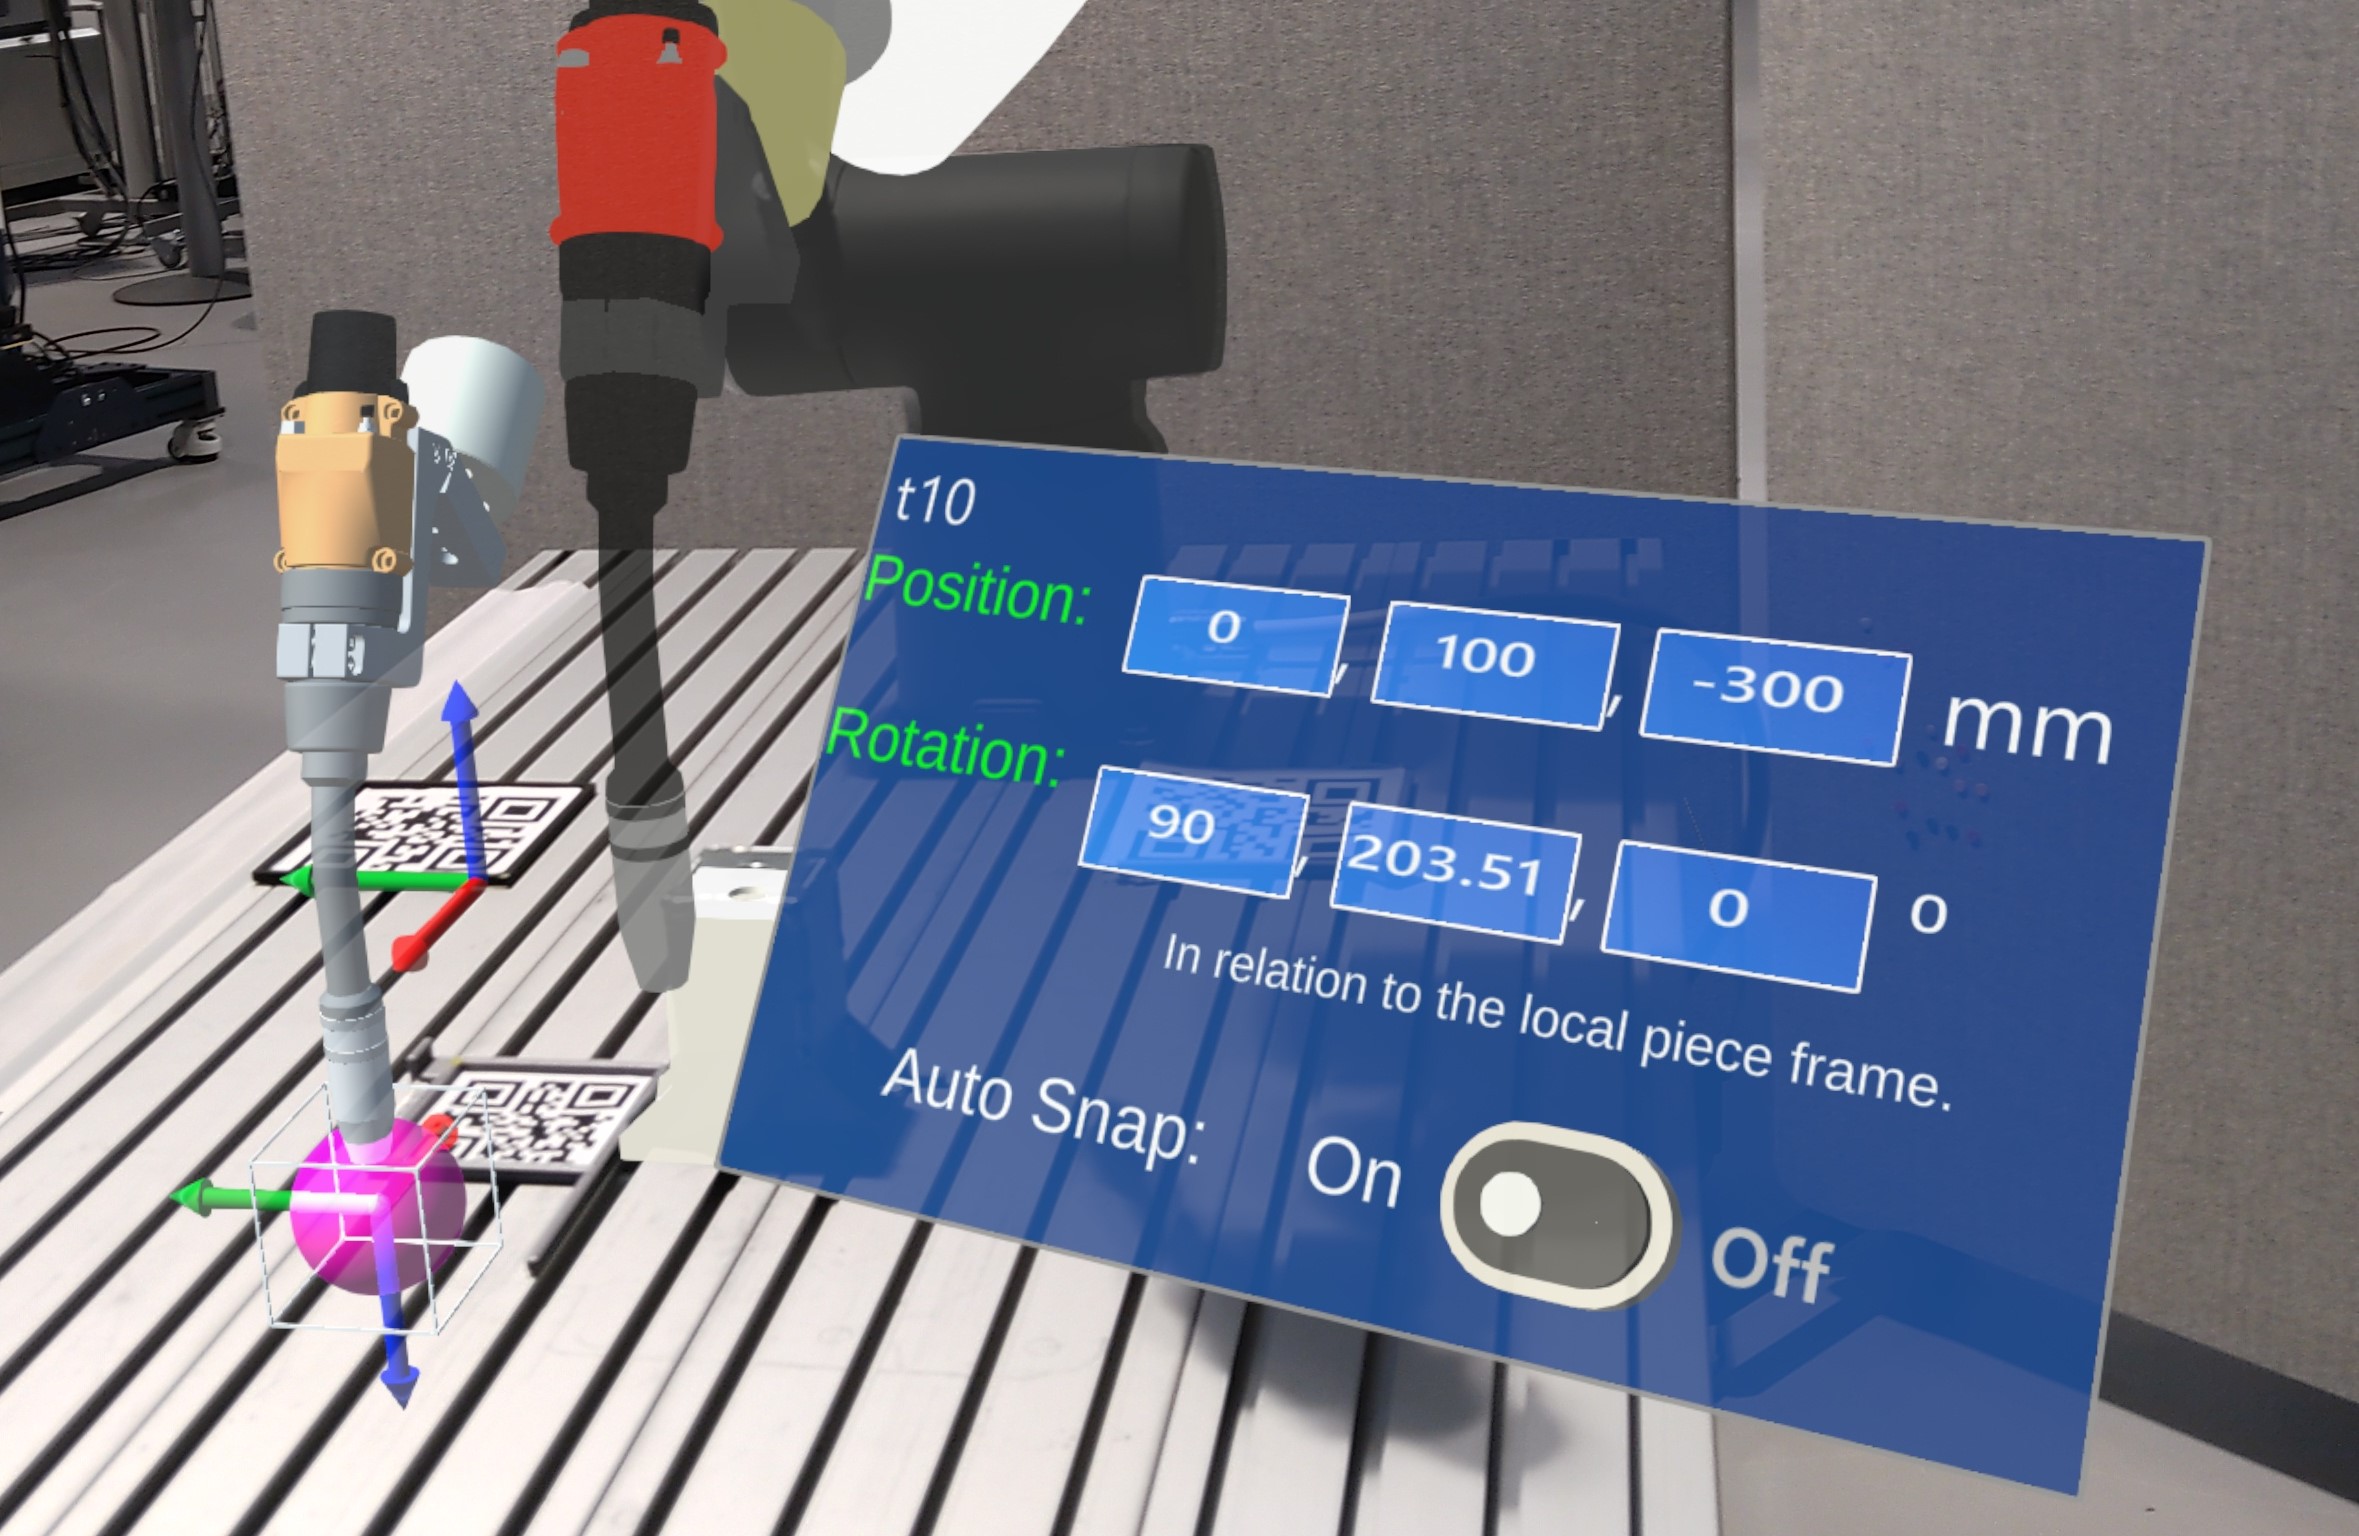 t10
Position: 0 , 100 , -300 mm
Rotation: 90 , 203.51 , 0 o
In relation to the local piece frame.
Auto Snap: On Off